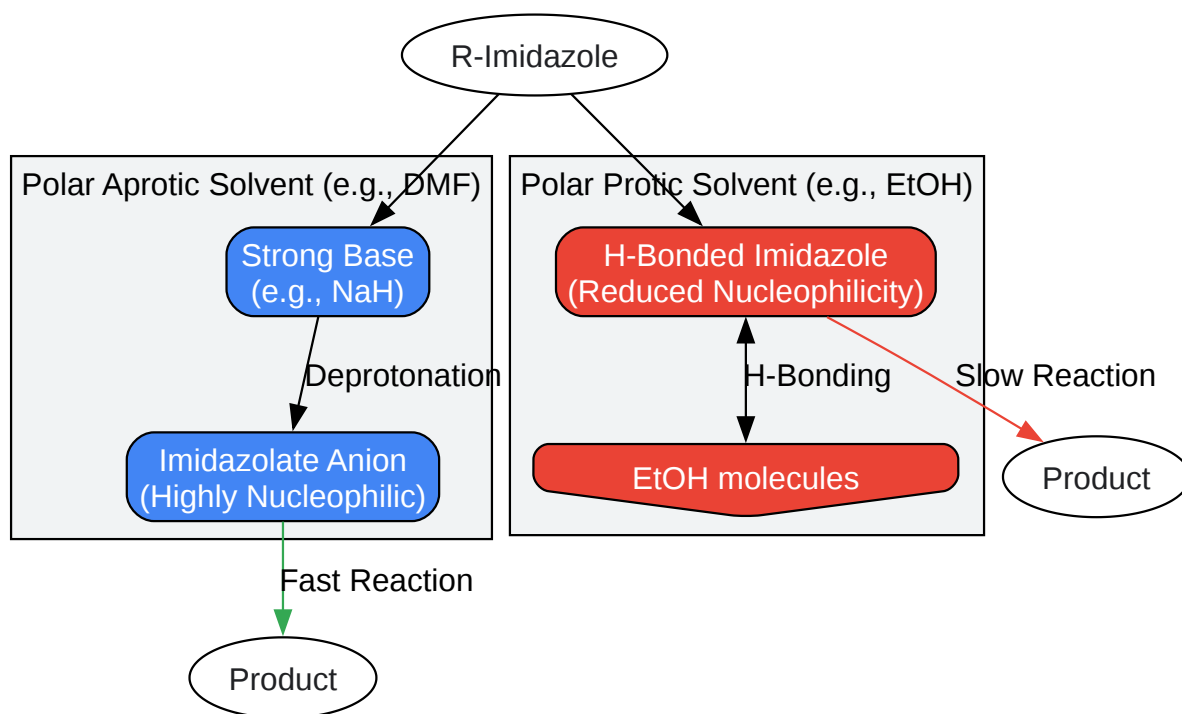 R-Imidazole
Polar Aprotic Solvent (e.g., DMF)
Strong Base
(e.g., NaH)
Deprotonation
Imidazolate Anion
(Highly Nucleophilic)
Fast Reaction
Product
Polar Protic Solvent (e.g., EtOH)
H-Bonded Imidazole
(Reduced Nucleophilicity)
H-Bonding
EtOH molecules
Slow Reaction
Product